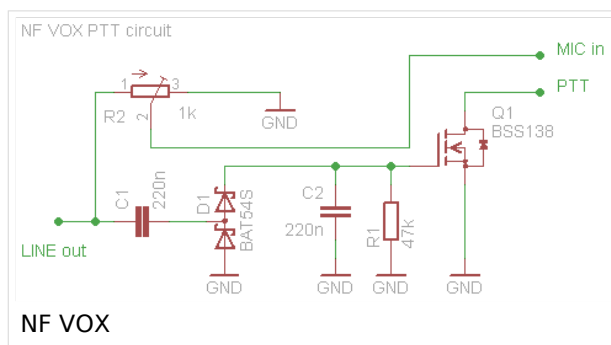 NF VOX PTT circuit
MIC in
PTT
1
3
R2
2
1k
GND
Q1
BSS138
C1
220n
D1
BAT54S
C2
220n
R1
47K
LINE out
GND
GND
GND
GND
NF VOX